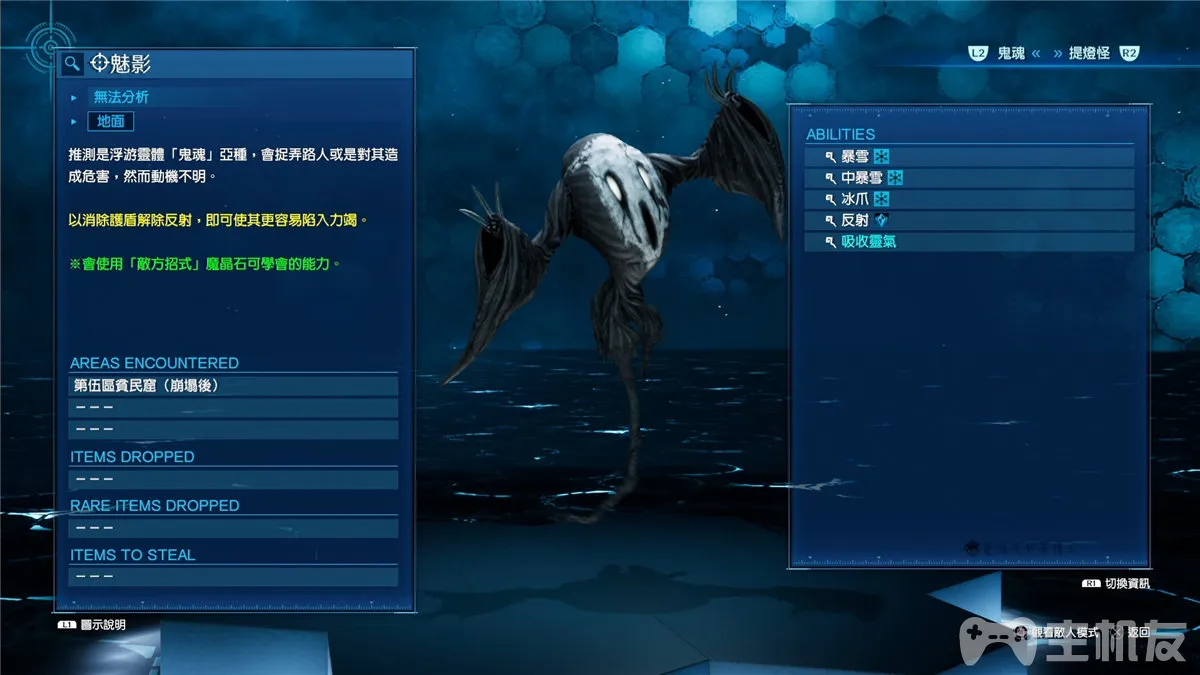 魅影
無法分析
地面
推測是浮游靈體「鬼魂」亞種,會捉弄路人或是對其造
成危害,然而動機不明。
以消除護盾解除反射,即可使其更容易陷入力竭。
※會使用「敵方招式」魔晶石可學會的能力。
AREAS ENCOUNTERED
第伍區貧民窟(崩塌後)
---
---
ITEMS DROPPED
---
RARE ITEMS DROPPED
---
ITEMS TO STEAL
---
L1 圖示說明
L2 鬼魂 « » 提燈怪 R2
ABILITIES
暴雪
中暴雪
冰爪
反射
吸收靈氣
R1 切換資訊
觀看敵人模式 返回
主机友